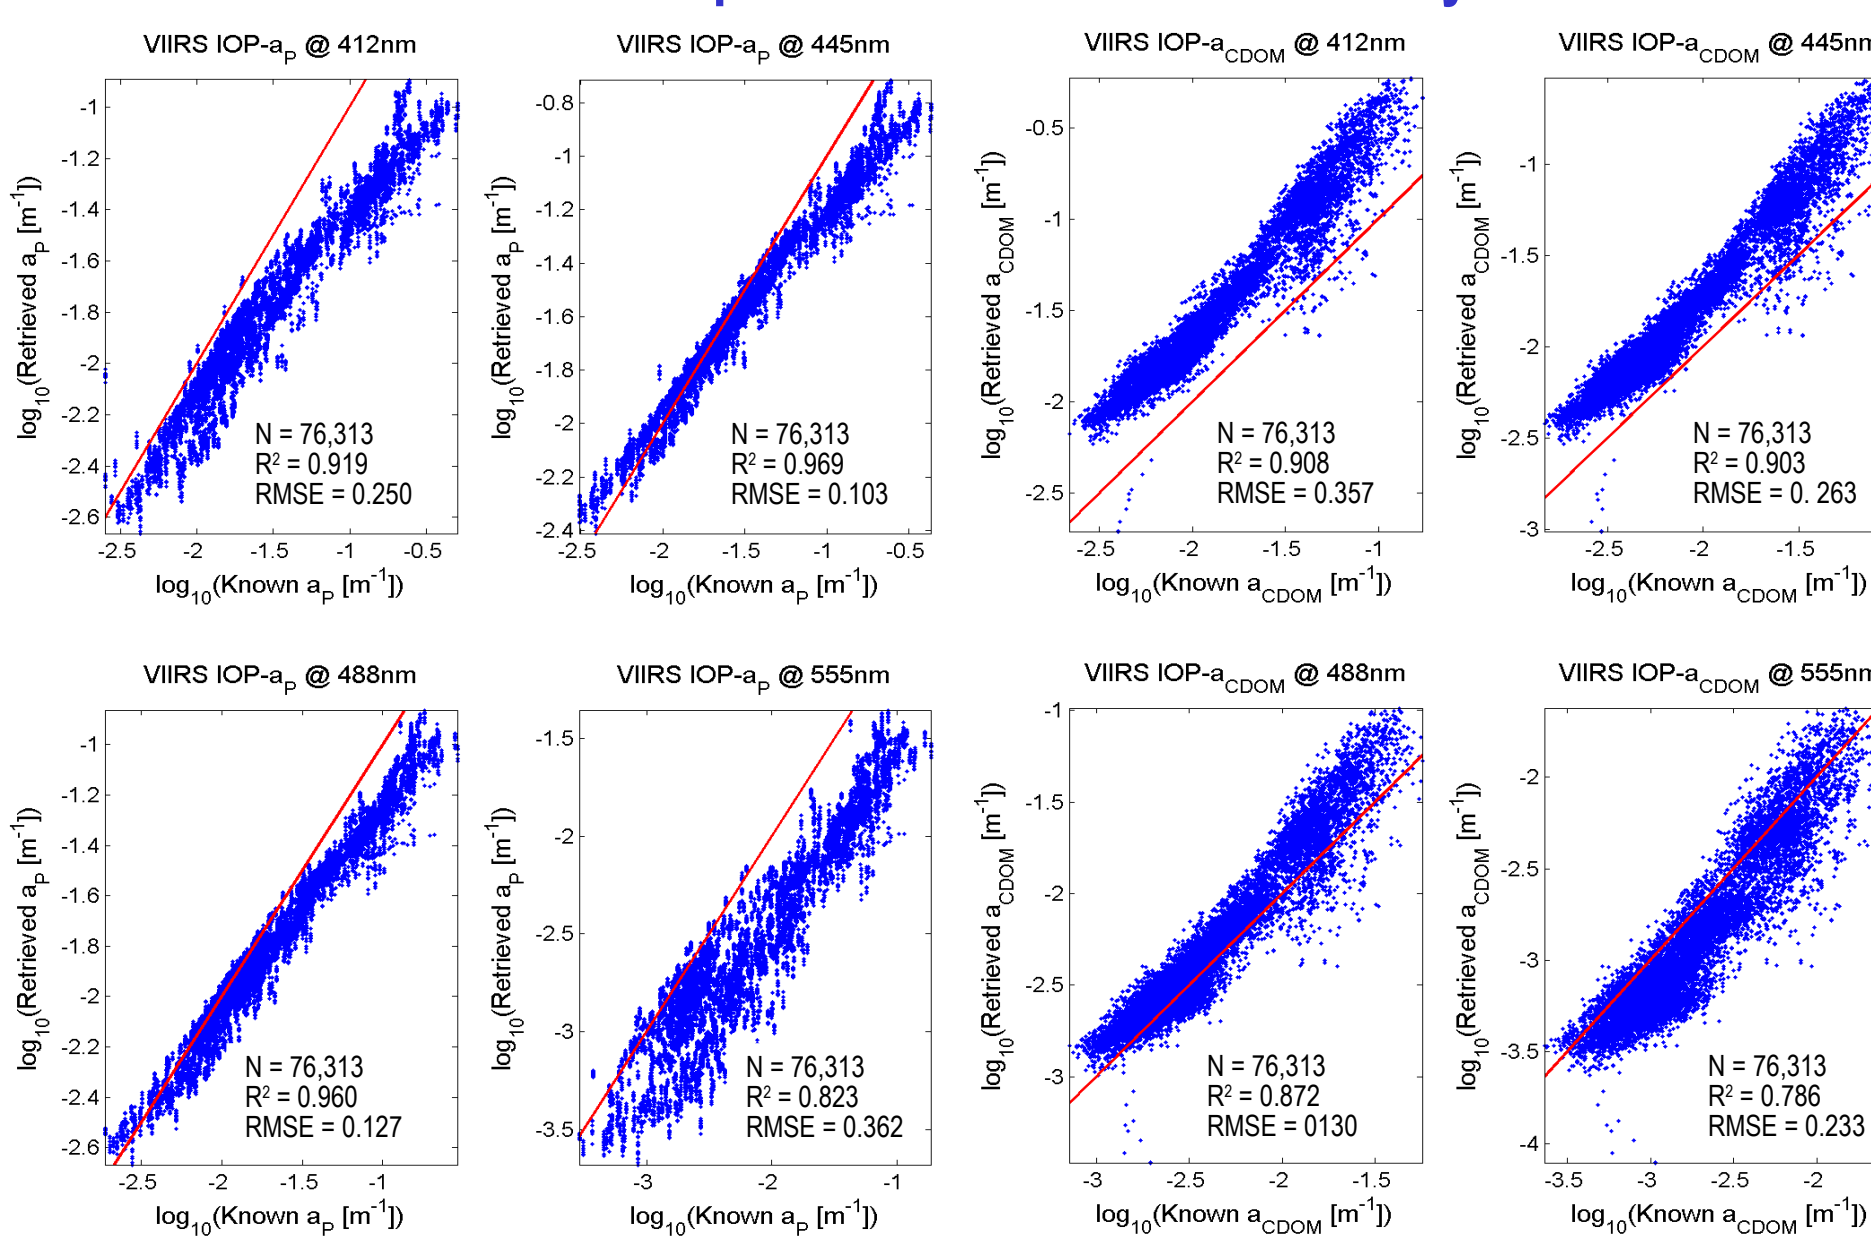 VIIRS IOP-aP @ 412nm
-1
-1.2
-1.4
-1.6
-1.8
-2
-2.2
-2.4
-2.6
-2.5 -2 -1.5 -1 -0.5
log10(Retrieved aP [m-1])
log10(Known aP [m-1])
N = 76,313
R² = 0.919
RMSE = 0.250
VIIRS IOP-aP @ 445nm
-0.8
-1
-1.2
-1.4
-1.6
-1.8
-2
-2.2
-2.4
-2.5 -2 -1.5 -1 -0.5
log10(Retrieved aP [m-1])
log10(Known aP [m-1])
N = 76,313
R² = 0.969
RMSE = 0.103
VIIRS IOP-aCDOM @ 412nm
-0.5
-1
-1.5
-2
-2.5
-2.5 -2 -1.5 -1
log10(Retrieved aCDOM [m-1])
log10(Known aCDOM [m-1])
N = 76,313
R² = 0.908
RMSE = 0.357
VIIRS IOP-aCDOM @ 445nm
-1
-1.5
-2
-2.5
-3
-2.5 -2 -1.5
log10(Retrieved aCDOM [m-1])
log10(Known aCDOM [m-1])
N = 76,313
R² = 0.903
RMSE = 0. 263
VIIRS IOP-aP @ 488nm
-1
-1.2
-1.4
-1.6
-1.8
-2
-2.2
-2.4
-2.6
-2.5 -2 -1.5 -1
log10(Retrieved aP [m-1])
log10(Known aP [m-1])
N = 76,313
R² = 0.960
RMSE = 0.127
VIIRS IOP-aP @ 555nm
-1.5
-2
-2.5
-3
-3.5
-3 -2 -1
log10(Retrieved aP [m-1])
log10(Known aP [m-1])
N = 76,313
R² = 0.823
RMSE = 0.362
VIIRS IOP-aCDOM @ 488nm
-1
-1.5
-2
-2.5
-3
-3 -2.5 -2 -1.5
log10(Retrieved aCDOM [m-1])
log10(Known aCDOM [m-1])
N = 76,313
R² = 0.872
RMSE = 0130
VIIRS IOP-aCDOM @ 555nm
-2
-2.5
-3
-3.5
-4
-3.5 -3 -2.5 -2
log10(Retrieved aCDOM [m-1])
log10(Known aCDOM [m-1])
N = 76,313
R² = 0.786
RMSE = 0.233